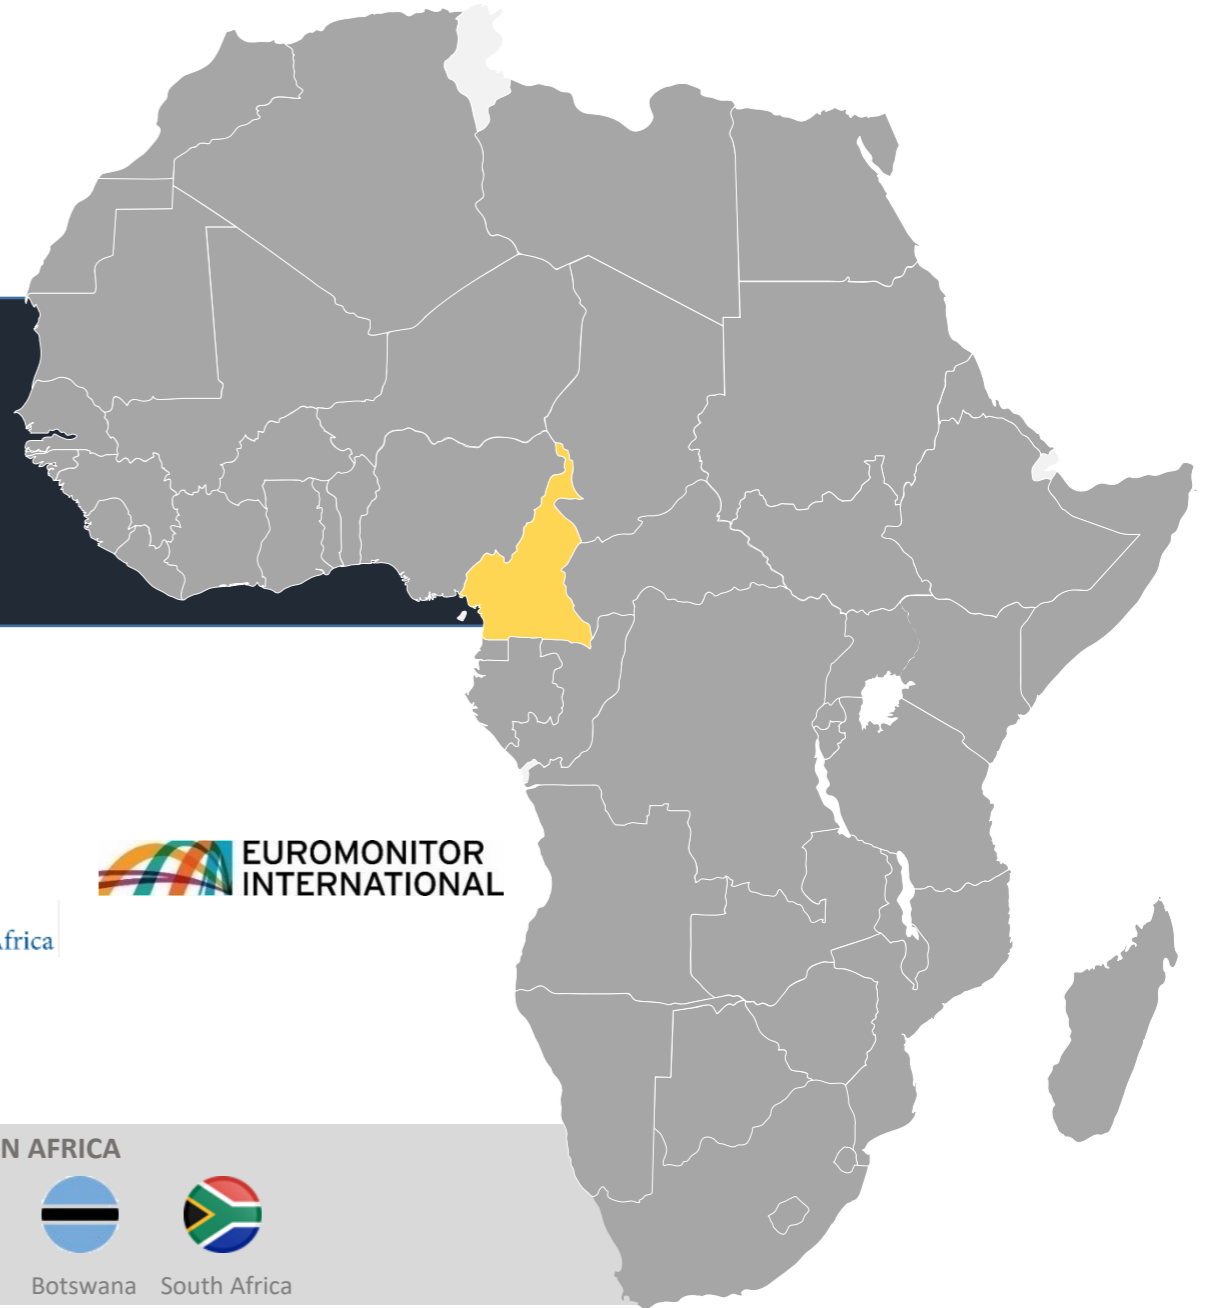 EUROMONITOR
INTERNATIONAL
frica
N AFRICA
Botswana South Africa